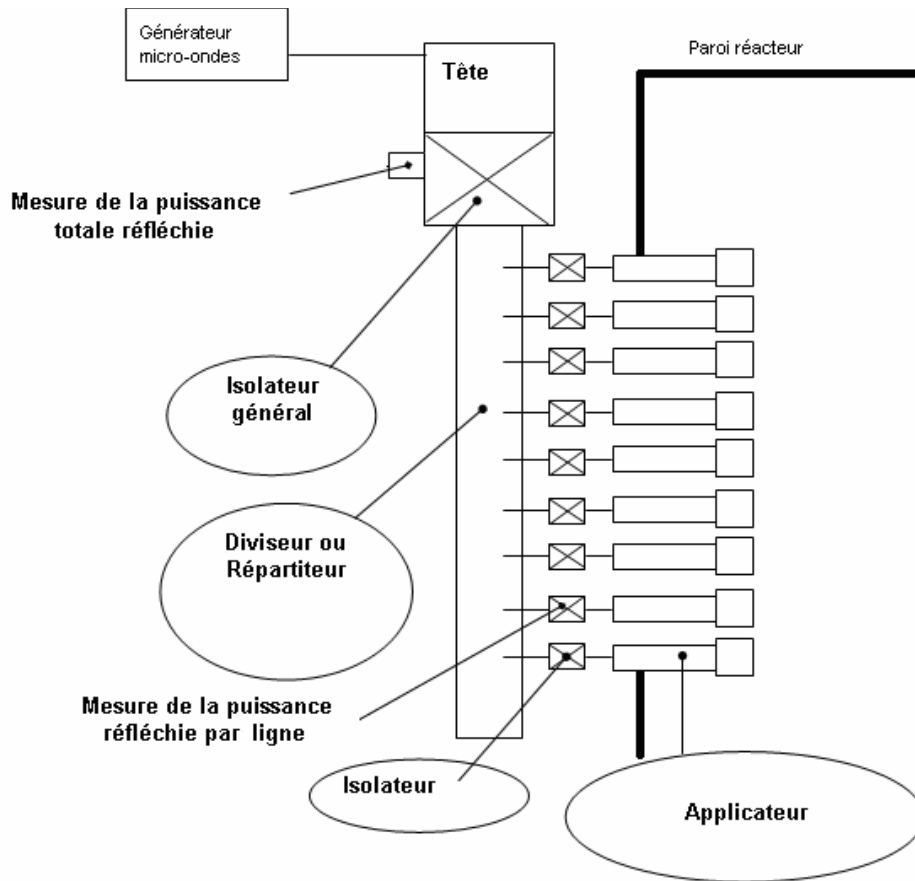 Générateur
micro-ondes
Tête
Paroi réacteur
Mesure de la puissance
totale réfléchie
Isolateur
général
Diviseur ou
Répartiteur
Mesure de la puissance
réfléchie par ligne
Isolateur
Applicateur